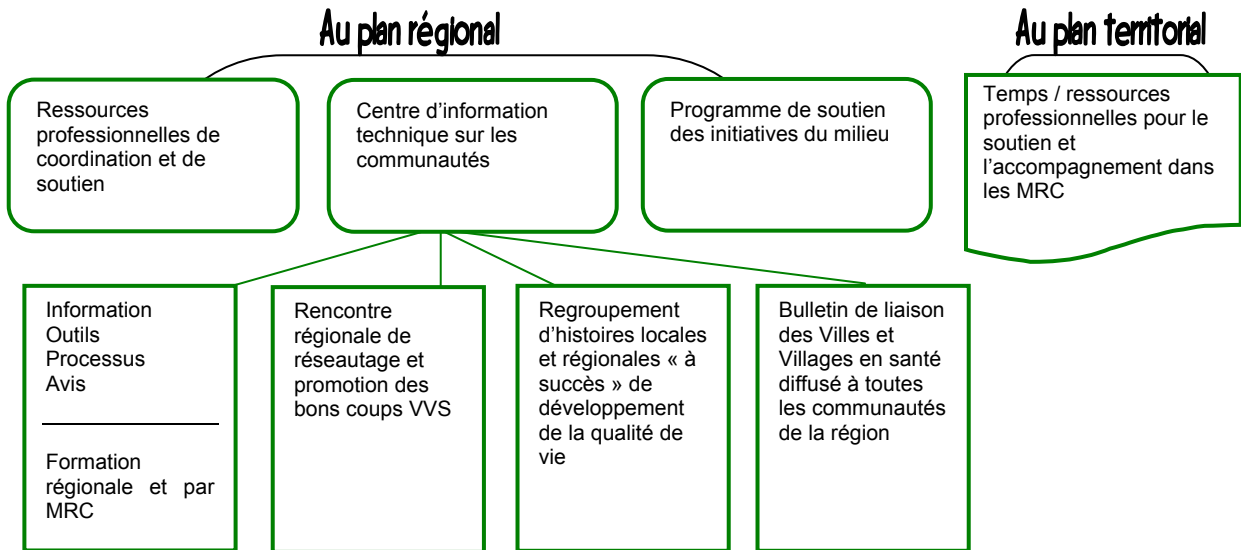 Au plan régional
Ressources
professionnelles de
coordination et de
soutien
Centre d'information
technique sur les
communautés
Programme de soutien
des initiatives du milieu
Au plan territorial
Temps / ressources
professionnelles pour le
soutien et
l'accompagnement dans
les MRC
Information
Outils
Processus
Avis
Formation
régionale et par
MRC
Rencontre
régionale de
réseautage et
promotion des
bons coups VVS
Regroupement
d'histoires locales
et régionales « à
succès » de
développement
de la qualité de
vie
Bulletin de liaison
des Villes et
Villages en santé
diffusé à toutes
les communautés
de la région